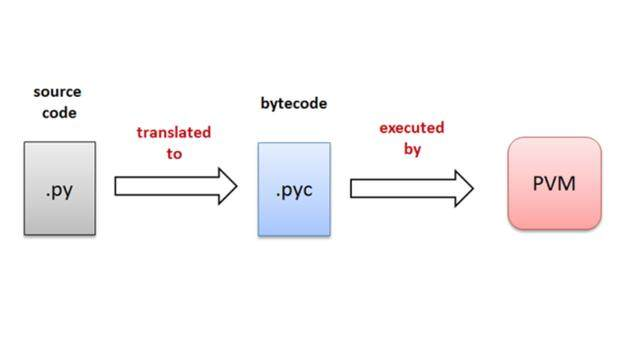 source
code
.py
translated
to
bytecode
.pyc
executed
by
PVM